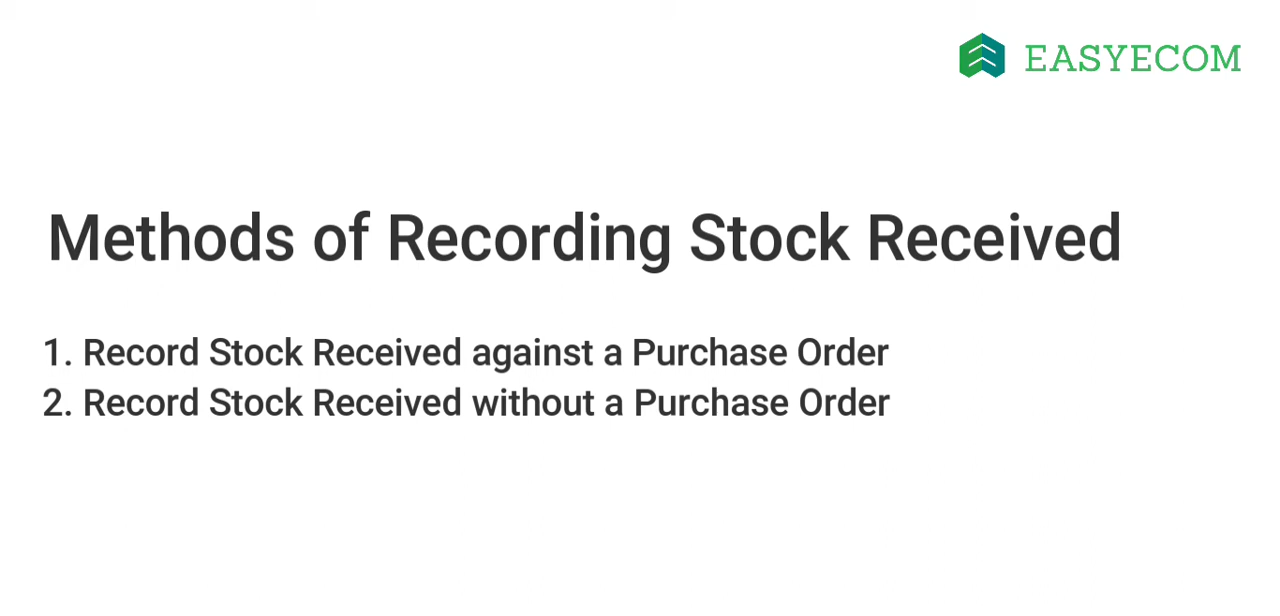 EASYECOM
Methods of Recording Stock Received
1. Record Stock Received against a Purchase Order
2. Record Stock Received without a Purchase Order